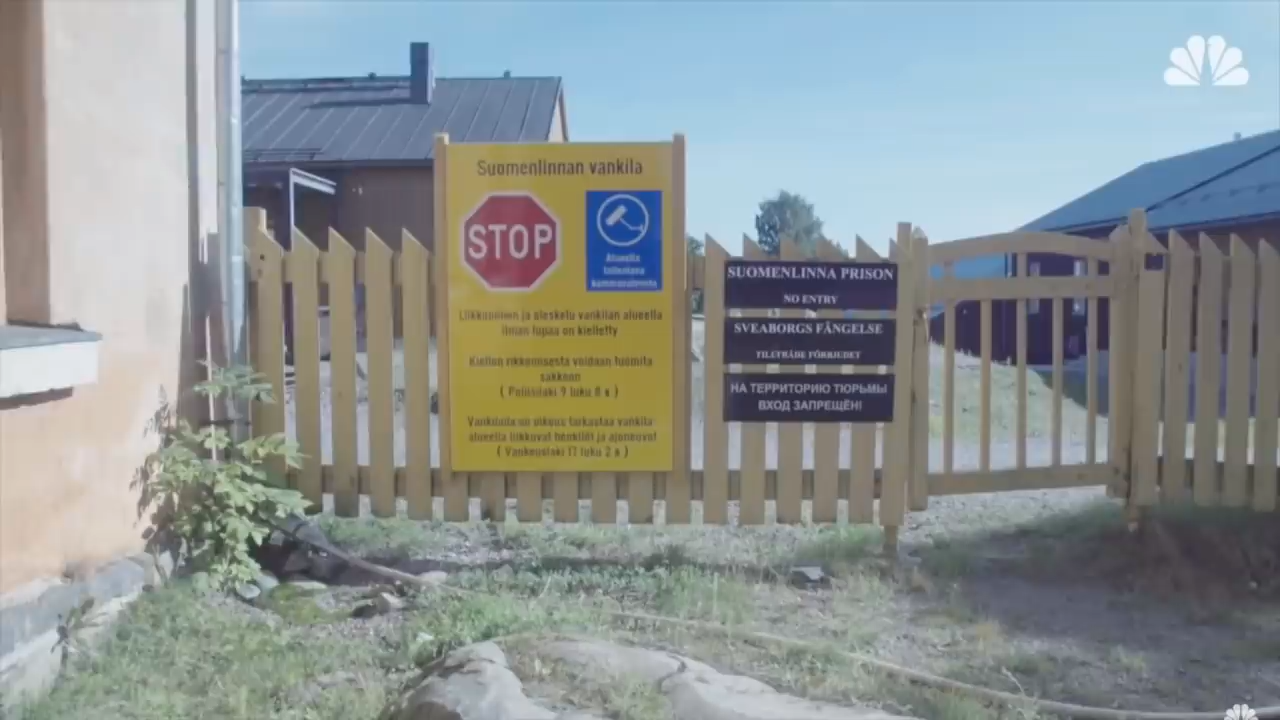 Suomenlinnan vankila
STOP
Alueella
tallentava
kameravalvonta
Liikkuminen ja oleskelu vankilan alueella
ilman lupaa on kielletty
Kiellon rikkomisesta voidaan tuomita
sakkoon
( Poliisilaki 9 luku 8 § )
Vankilalla on oikeus tarkastaa vankila-
alueella liikkuvat henkilöt ja ajoneuvot
( Vankeuslaki 17 luku 2 § )
SUOMENLINNA PRISON
NO ENTRY
SVEABORGS FÄNGELSE
TILLTRÄDE FÖRBJUDET
НА ТЕРРИТОРИЮ ТЮРЬМЫ
ВХОД ЗАПРЕЩЁН!